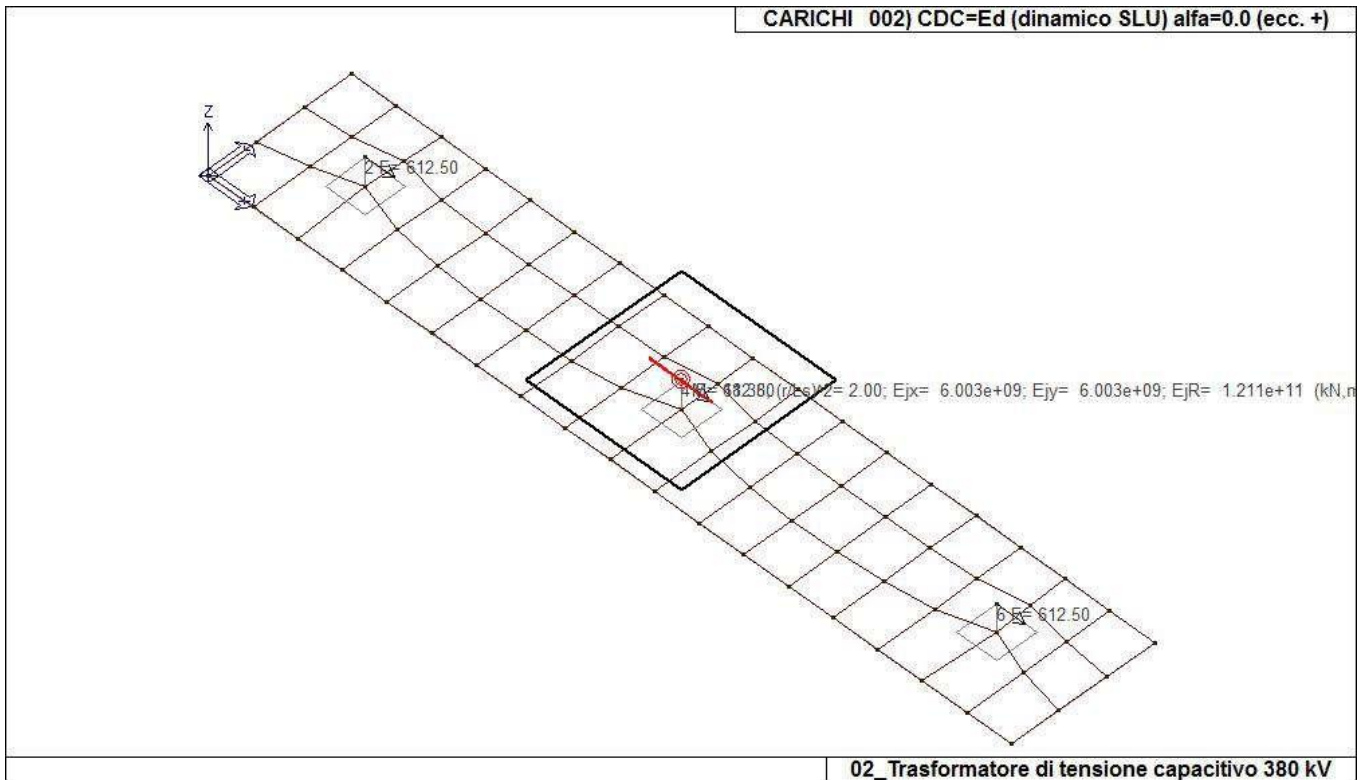 CARICHI 002) CDC=Ed (dinamico SLU) alfa=0.0 (ecc. +)
Z
2 E= 612.50
2.00; Ejx= 6.003e+09; Ejy= 6.003e+09; EjR= 1.211e+11 (kN,m
6 E= 612.50
02_Trasformatore di tensione capacitivo 380 kV